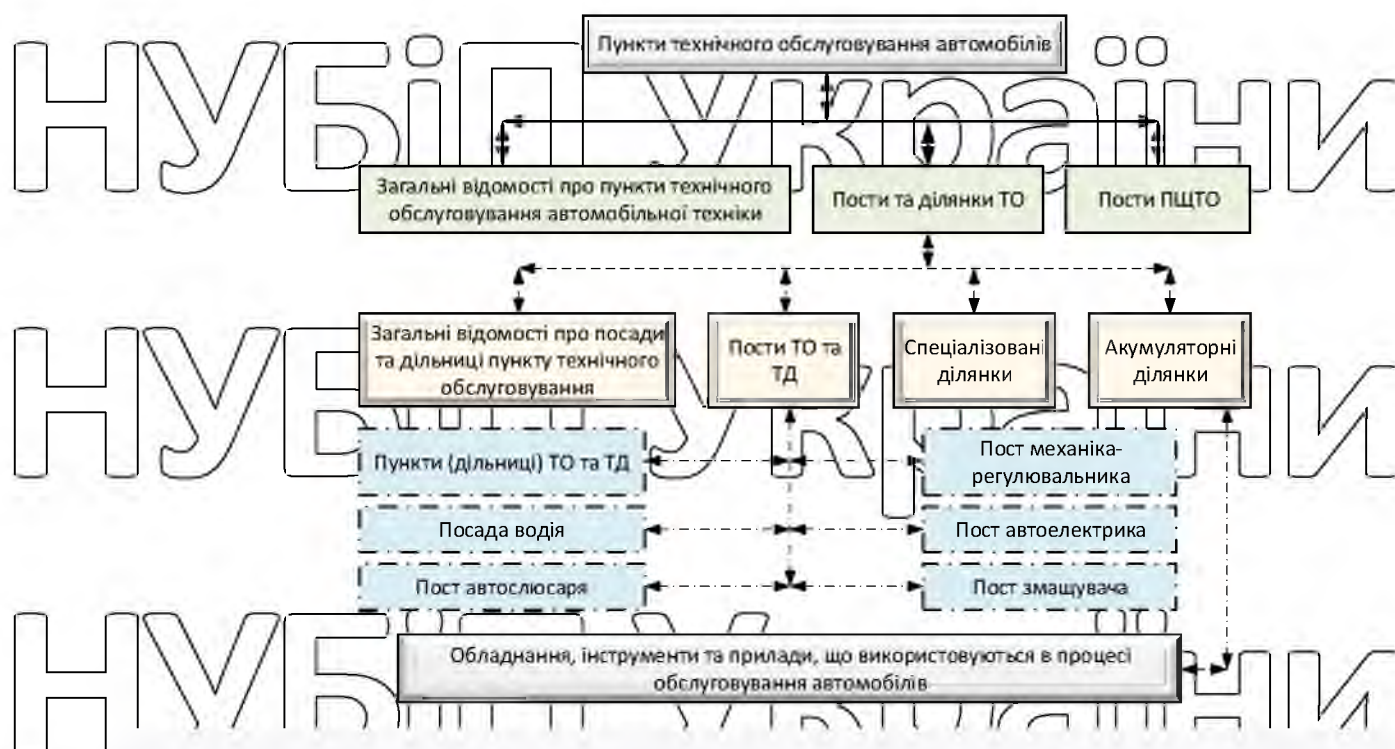 НУБіП України
Пункти технічного обслуговування автомобілів
Загальні відомості про пункти технічного
обслуговування автомобільної техніки
Пости та ділянки ТО
Пости ПЩТО
НУБіП України
Загальні відомості про посади
та дільниці пункту технічного
обслуговування
Пости ТО та
ТД
Спеціалізовані
ділянки
Акумуляторні
ділянки
Пункти (дільниці) ТО та ТД
Пост механіка-
регулювальника
Посада водія
Пост автоелектрика
Пост автослюсаря
Пост змащувача
НУБіП України
Обладнання, інструменти та прилади, що використовуються в процесі
обслуговування автомобілів